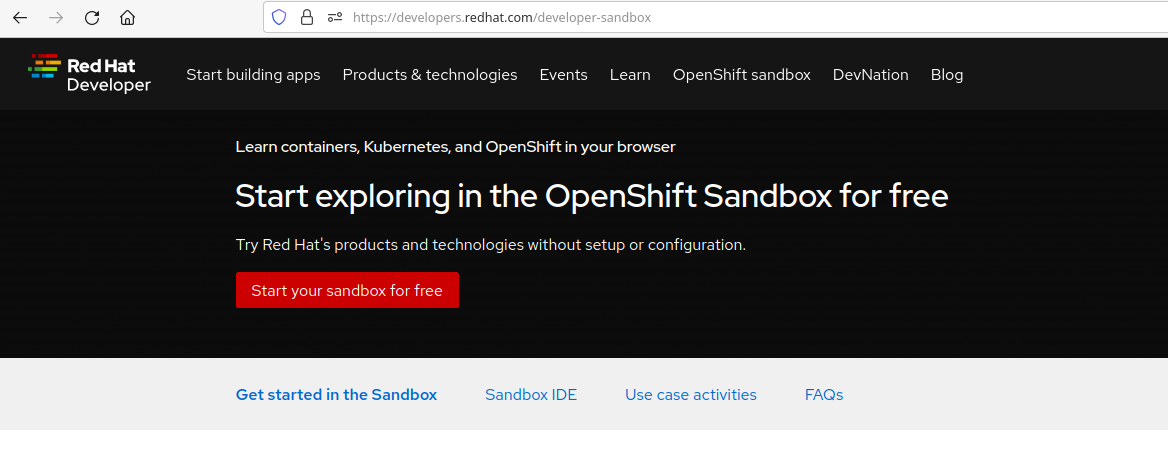 https://developers.redhat.com/developer-sandbox
Red Hat
Developer
Start building apps Products & technologies Events Learn OpenShift sandbox DevNation Blog
Learn containers, Kubernetes, and OpenShift in your browser
Start exploring in the OpenShift Sandbox for free
Try Red Hat's products and technologies without setup or configuration.
Start your sandbox for free
Get started in the Sandbox Sandbox IDE Use case activities FAQs